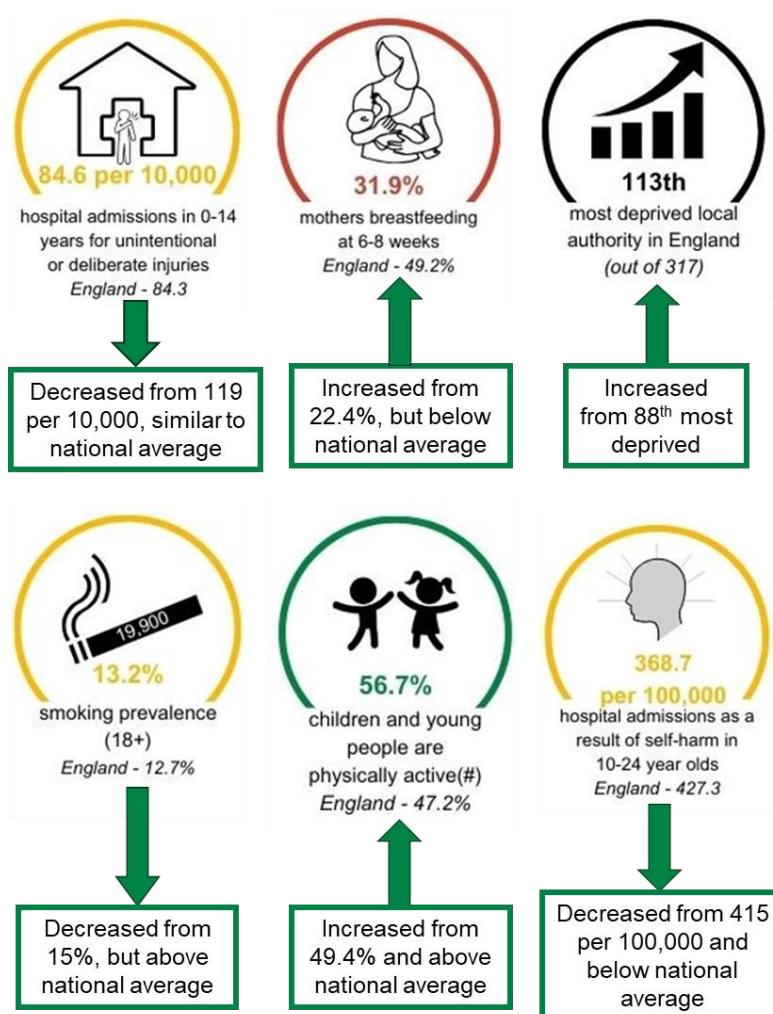 84.6 per 10,000
hospital admissions in 0-14
years for unintentional
or deliberate injuries
England - 84.3
Decreased from 119
per 10,000, similar to
national average
31.9%
mothers breastfeeding
at 6-8 weeks
England - 49.2%
Increased from
22.4%, but below
national average
113th
most deprived local
authority in England
(out of 317)
Increased
from 88th most
deprived
19,900
13.2%
smoking prevalence
(18+)
England - 12.7%
Decreased from
15%, but above
national average
56.7%
children and young
people are
physically active(#)
England - 47.2%
Increased from
49.4% and above
national average
368.7
per 100,000
hospital admissions as a
result of self-harm in
10-24 year olds
England - 427.3
Decreased from 415
per 100,000 and
below national
average